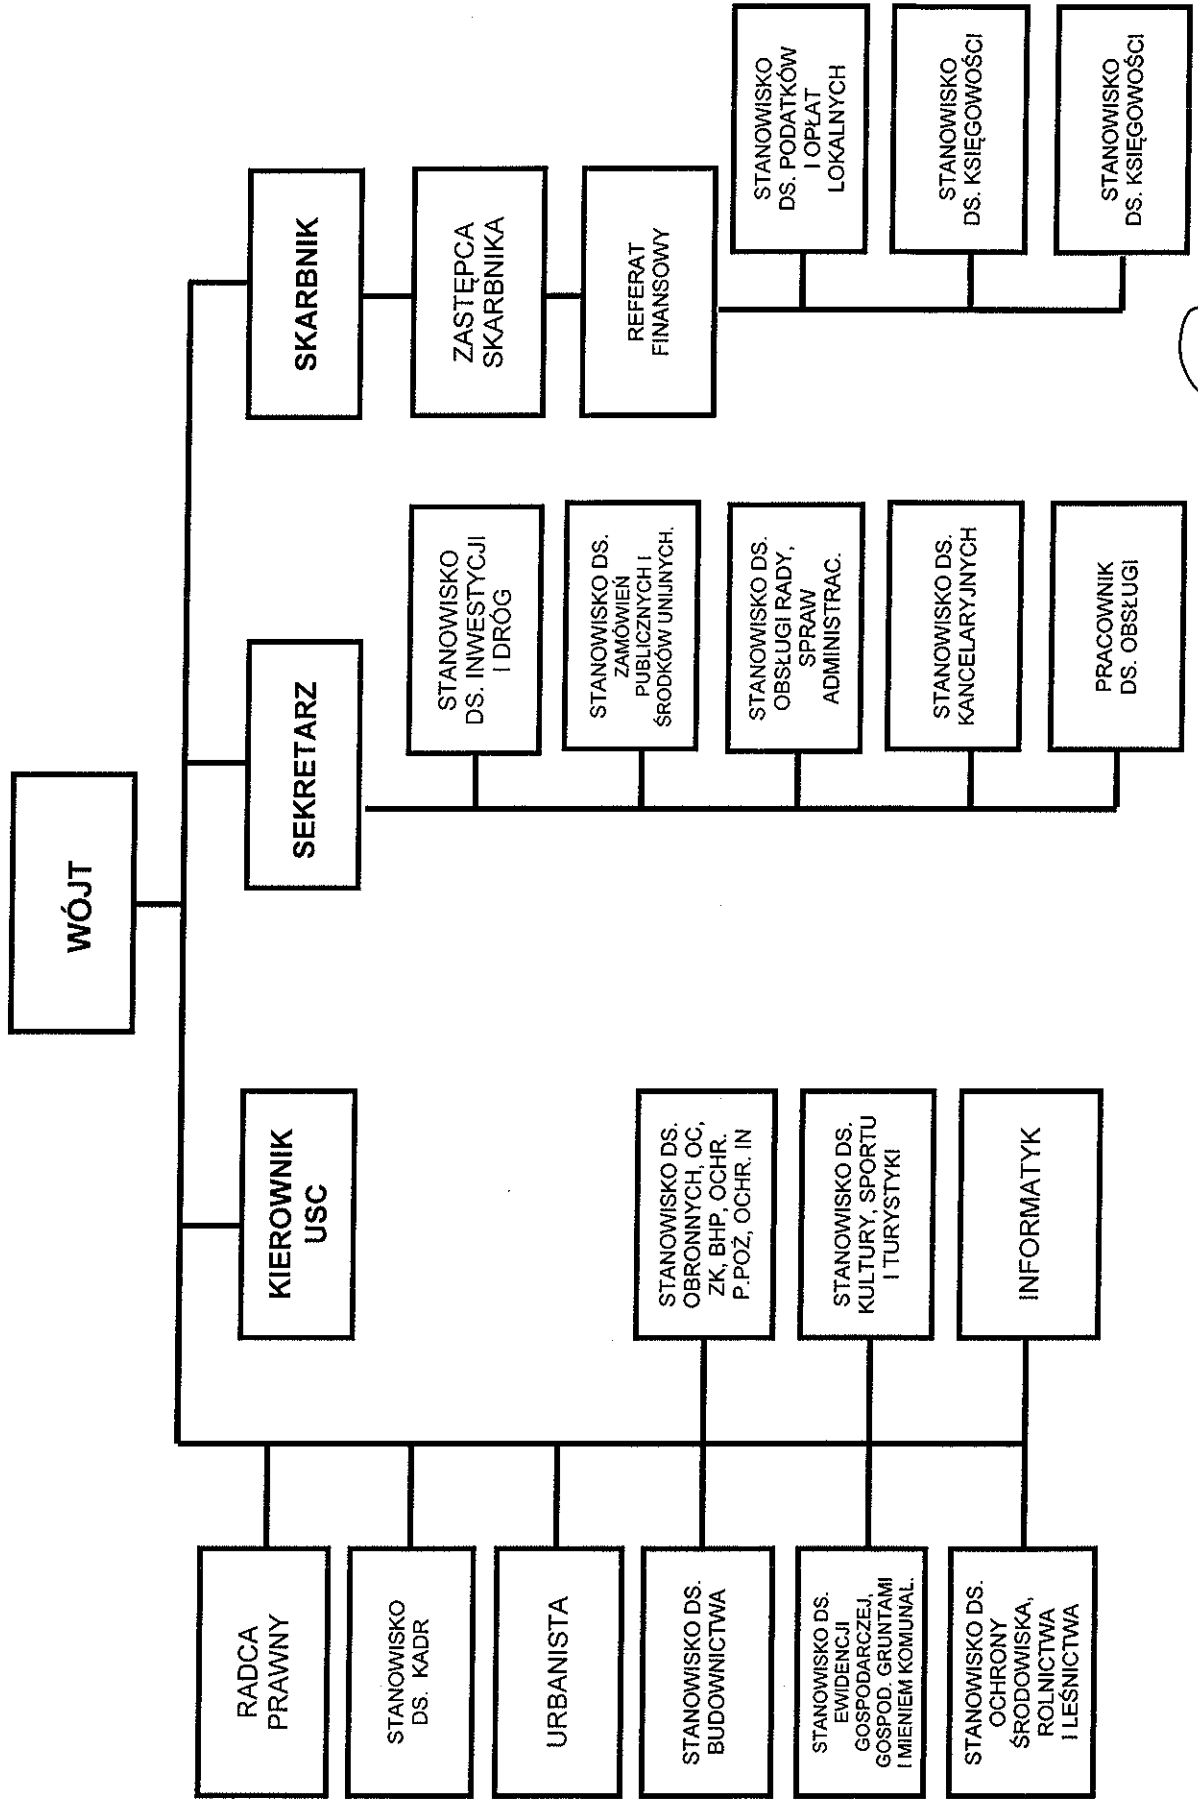 WÓJT
KIEROWNIK
USC
SEKRETARZ
SKARBNIK
RADCA
PRAWNY
STANOWISKO
DS. KADR
URBANISTA
STANOWISKO DS.
BUDOWNICTWA
STANOWISKO DS.
EWIDENCJI
GOSPODARCZEJ,
GOSPOD. GRUNTAMI
I MIENIEM KOMUNAL.
STANOWISKO DS.
OCHRONY
ŚRODOWISKA,
ROLNICTWA
I LEŚNICTWA
STANOWISKO DS.
OBRONNYCH, OC,
ZK, BHP, OCHR.
P.POŻ, OCHR. IN
STANOWISKO DS.
KULTURY, SPORTU
I TURYSTYKI
INFORMATYK
STANOWISKO
DS. INWESTYCJI
I DRÓG
STANOWISKO DS.
ZAMÓWIEŃ
PUBLICZNYCH I
ŚRODKÓW UNIJNYCH.
STANOWISKO DS.
OBSŁUGI RADY,
SPRAW
ADMINISTRAC.
STANOWISKO DS.
KANCELARYJNYCH
PRACOWNIK
DS. OBSŁUGI
ZASTĘPCA
SKARBNIKA
REFERAT
FINANSOWY
STANOWISKO
DS. PODATKÓW
I OPŁAT
LOKALNYCH
STANOWISKO
DS. KSIĘGOWOŚCI
STANOWISKO
DS. KSIĘGOWOŚCI